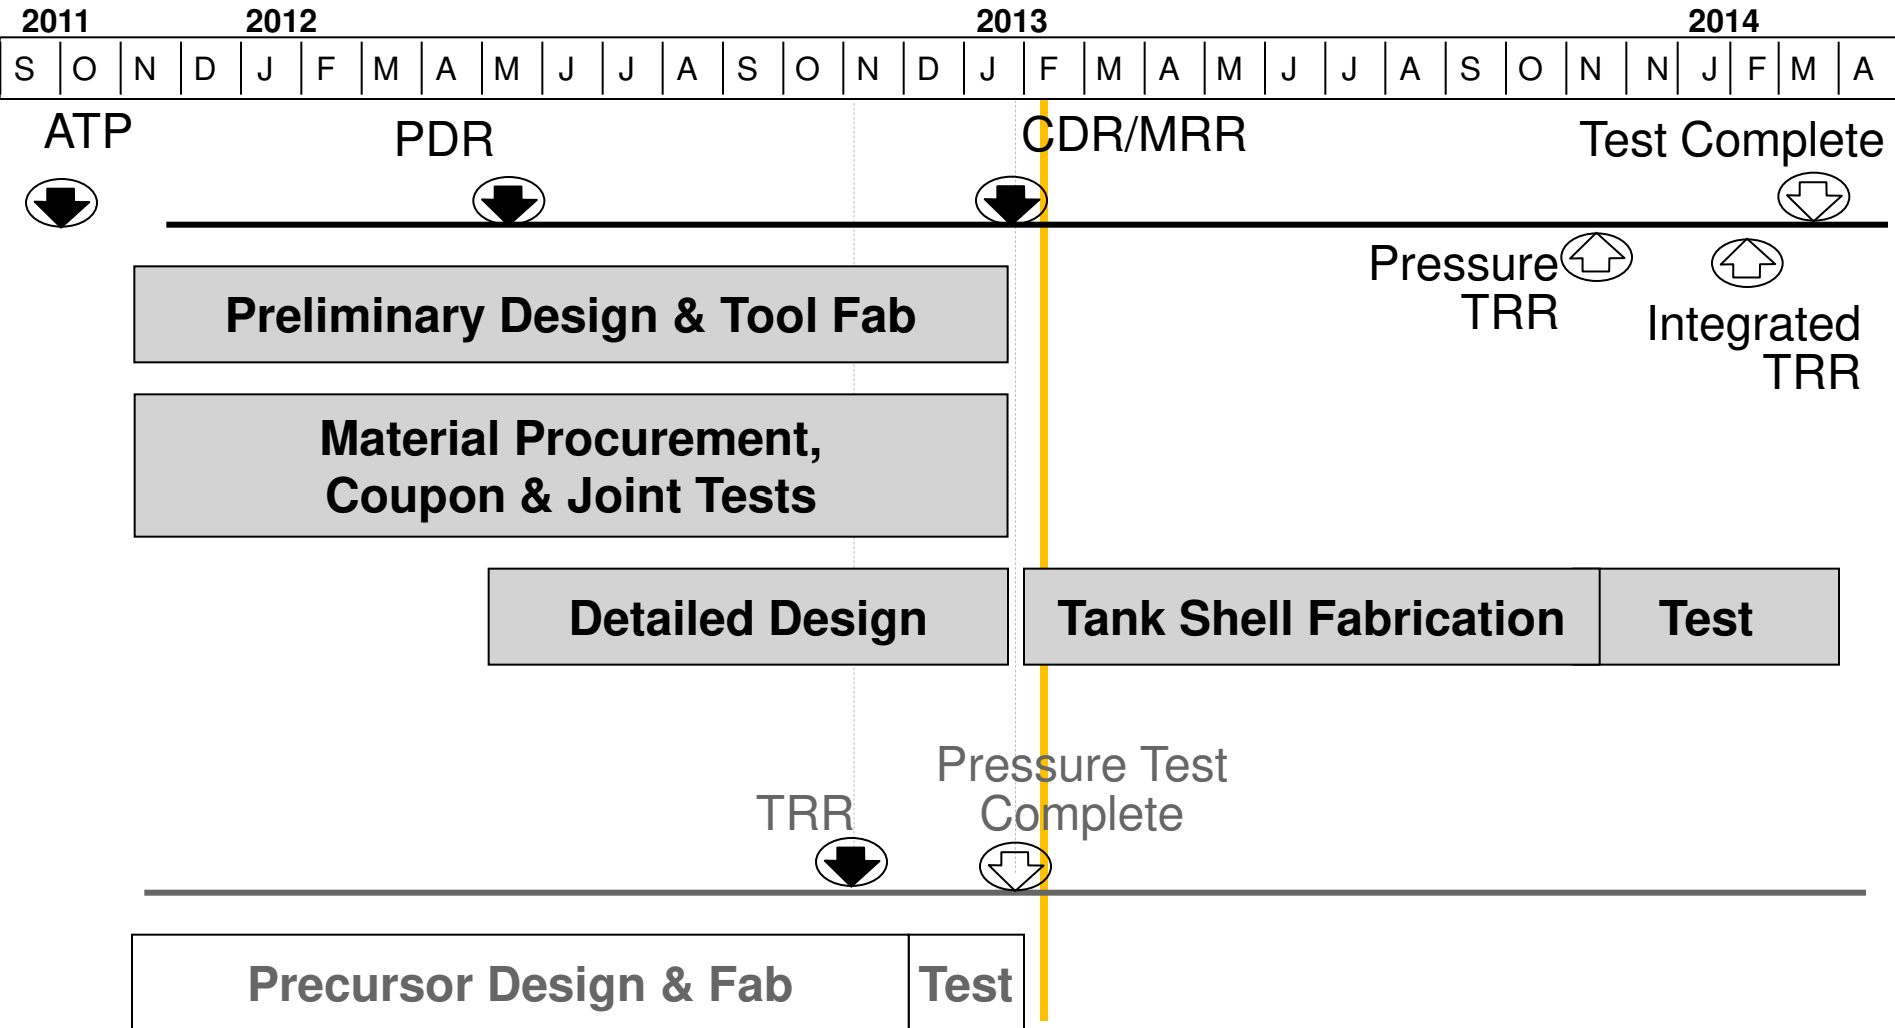 2011 2012 2013 2014
S O N D J F M A M J J A S O N D J F M A M J J A S O N N J F M A
ATP PDR CDR/MRR Test Complete
Pressure
TRR
Integrated
TRR
Preliminary Design & Tool Fab
Material Procurement,
Coupon & Joint Tests
Detailed Design Tank Shell Fabrication Test
Pressure Test
Complete
TRR
Precursor Design & Fab Test